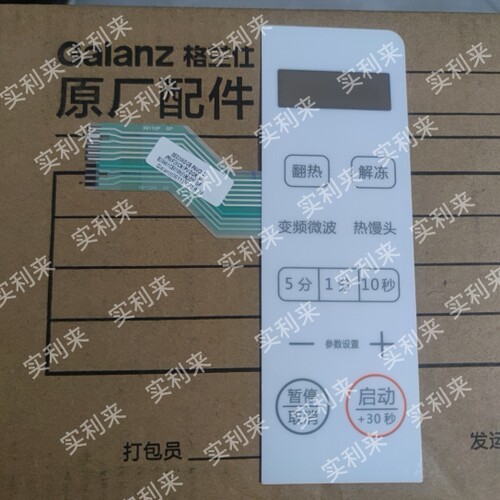 Galanz 格兰仕
原厂配件
翻热 解冻
变频微波 热馒头
5分 1分 10秒
— 参数设置 +
暂停
取消
启动
+30秒
打包员
实利来